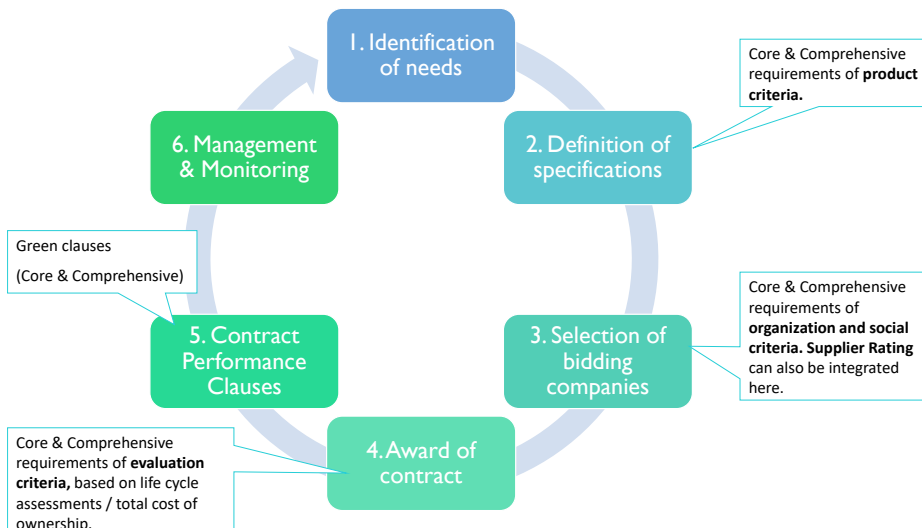 1. Identification
of needs
Core & Comprehensive
requirements of product
criteria.
2. Definition of
specifications
Core & Comprehensive
requirements of
organization and social
criteria. Supplier Rating
can also be integrated
here.
3. Selection of
bidding
companies
4. Award of
contract
Core & Comprehensive
requirements of evaluation
criteria, based on life cycle
assessments / total cost of
ownership.
5. Contract
Performance
Clauses
Green clauses
(Core & Comprehensive)
6. Management
& Monitoring